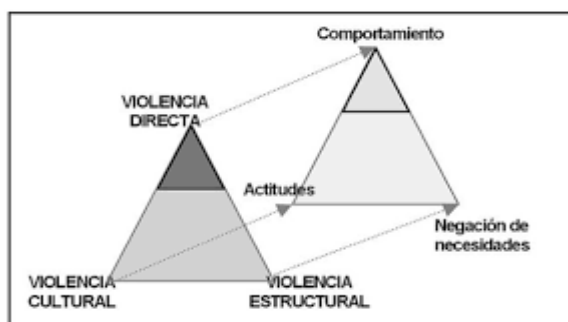 Comportamiento
VIOLENCIA
DIRECTA
Actitudes
Negación de
necesidades
VIOLENCIA
CULTURAL
VIOLENCIA
ESTRUCTURAL